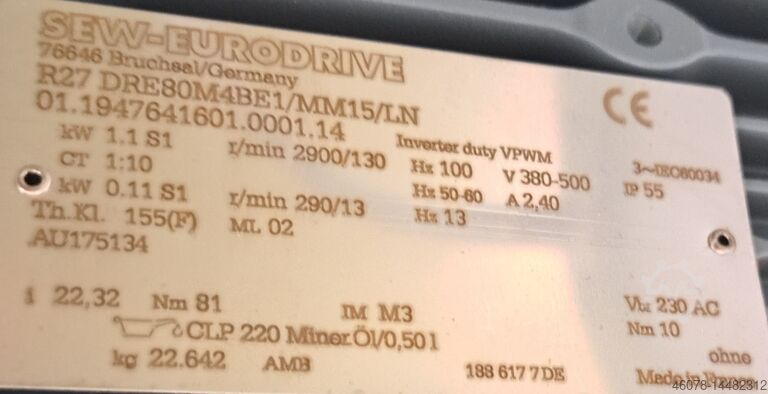 SEW-EURODRIVE
76646 Bruchsal/Germany
R27 DRE80M4BE1/MM15/LN
01.1947641601.0001.14
CE
Inverter duty VPWM
3~IEC60034
kW 1.1 S1 r/min 2900/130 Hz 100 V 380-500 IP 55
CT 1:10 Hz 50-60 A 2,40
kW 0.11 S1 r/min 290/13 Hz 13
Th.Kl. 155(F) ML 02
AU175134
i 22,32 Nm 81 IM M3 Vbr 230 AC
CLP 220 Miner.Öl/0,50 l Nm 10
kg 22.642 AMB 188 617 7 DE ohne
Made in France
46078-14482312